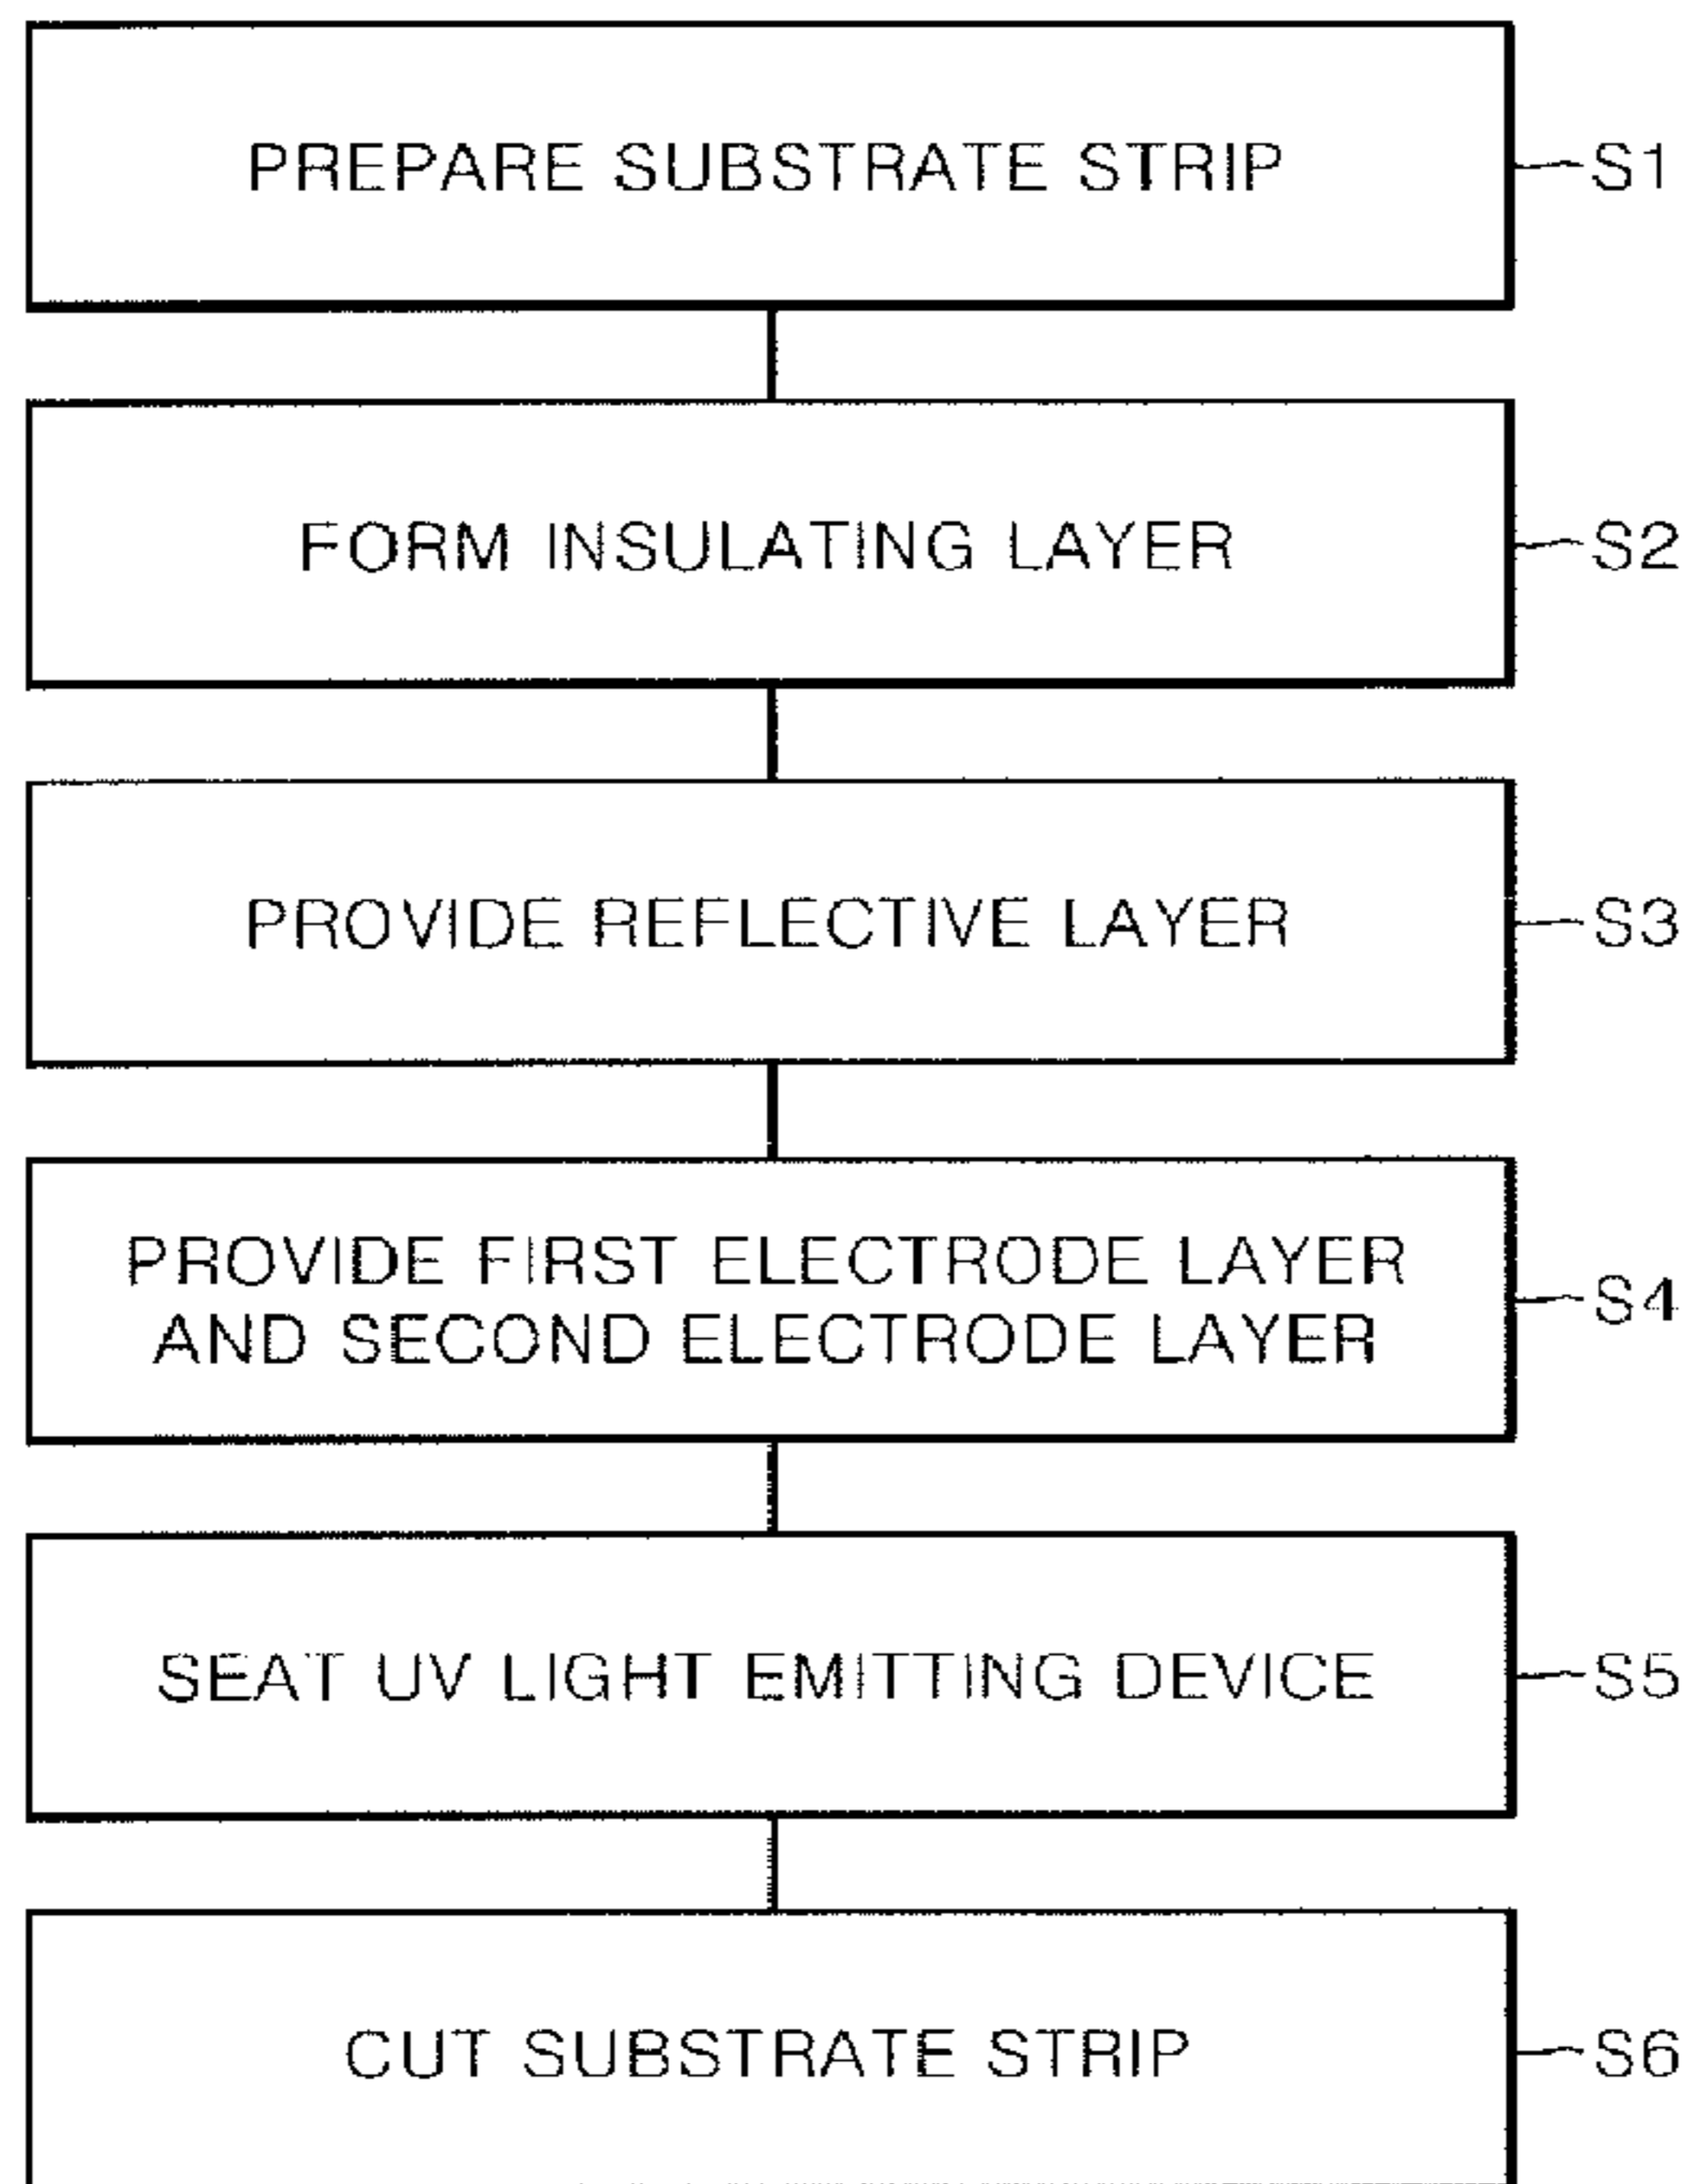 PREPARE SUBSTRATE STRIP
S1
FORM INSULATING LAYER
S2
PROVIDE REFLECTIVE LAYER
S3
PROVIDE FIRST ELECTRODE LAYER
AND SECOND ELECTRODE LAYER
S4
SEAT UV LIGHT EMITTING DEVICE
S5
CUT SUBSTRATE STRIP
S6